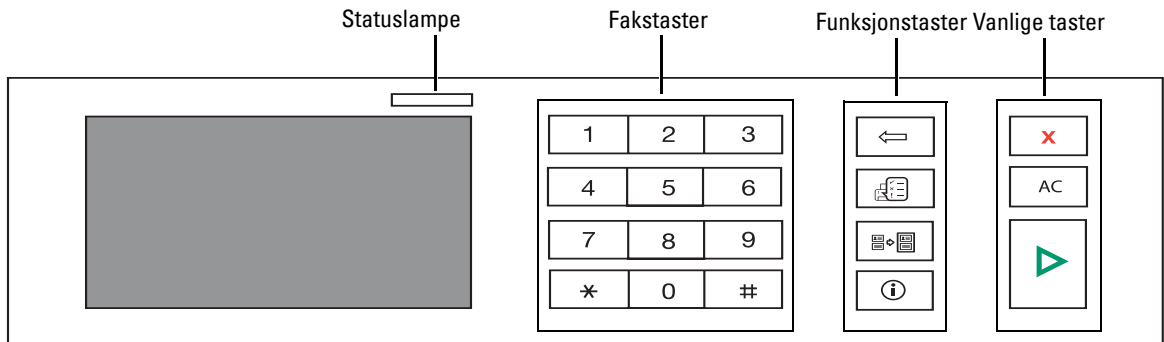 Statuslampe Fakstaster Funksjonstaster Vanlige taster
1 2 3 x
4 5 6 AC
7 8 9
* 0 #
i